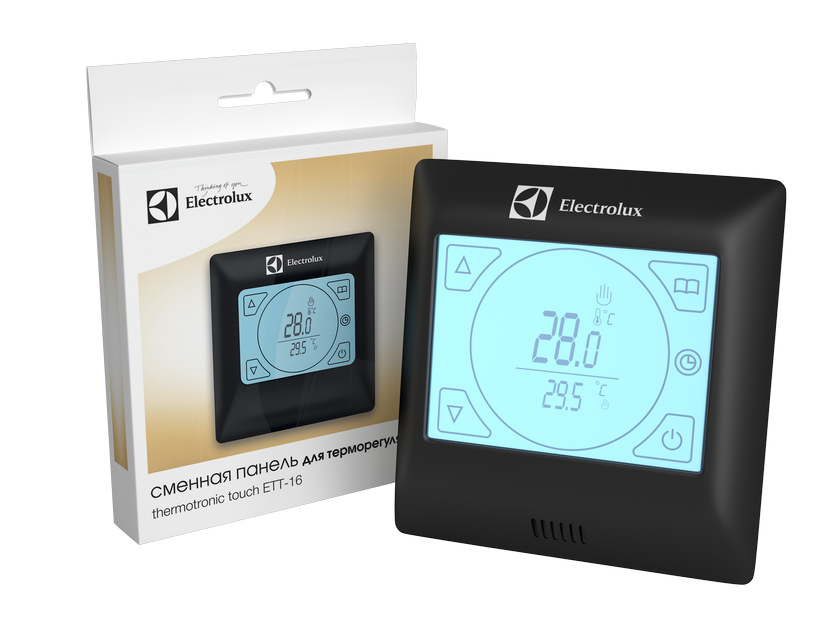 Thinking of you
Electrolux
Electrolux
28.0
°C
29.5
°C
сменная панель для терморегуля
thermotronic touch ETT-16
Electrolux
28.0
°C
29.5
°C